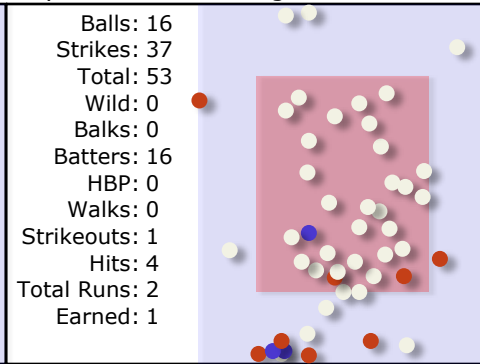 Balls: 16
Strikes: 37
Total: 53
Wild: 0
Balks: 0
Batters: 16
HBP: 0
Walks: 0
Strikeouts: 1
Hits: 4
Total Runs: 2
Earned: 1